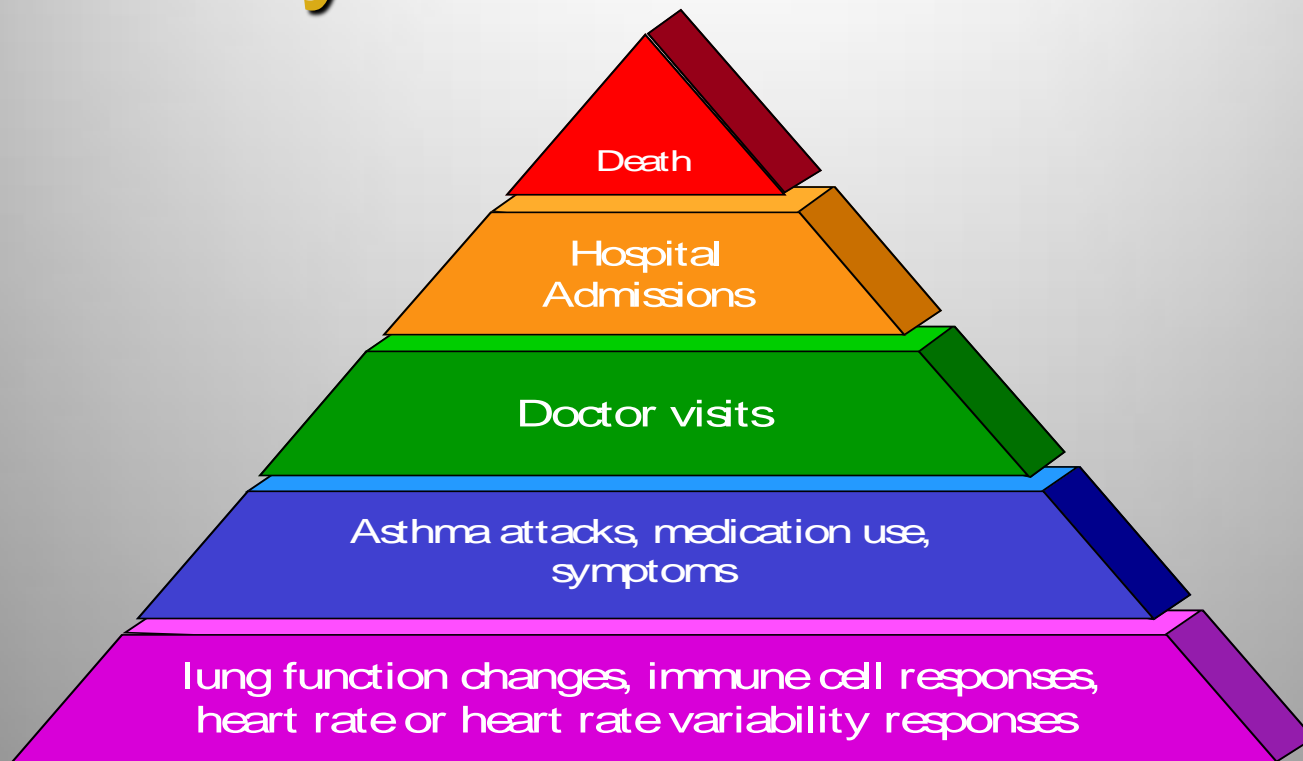 Death
Hospital
Admissions
Doctor visits
Asthma attacks, medication use,
symptoms
lung function changes, immune cell responses,
heart rate or heart rate variability responses